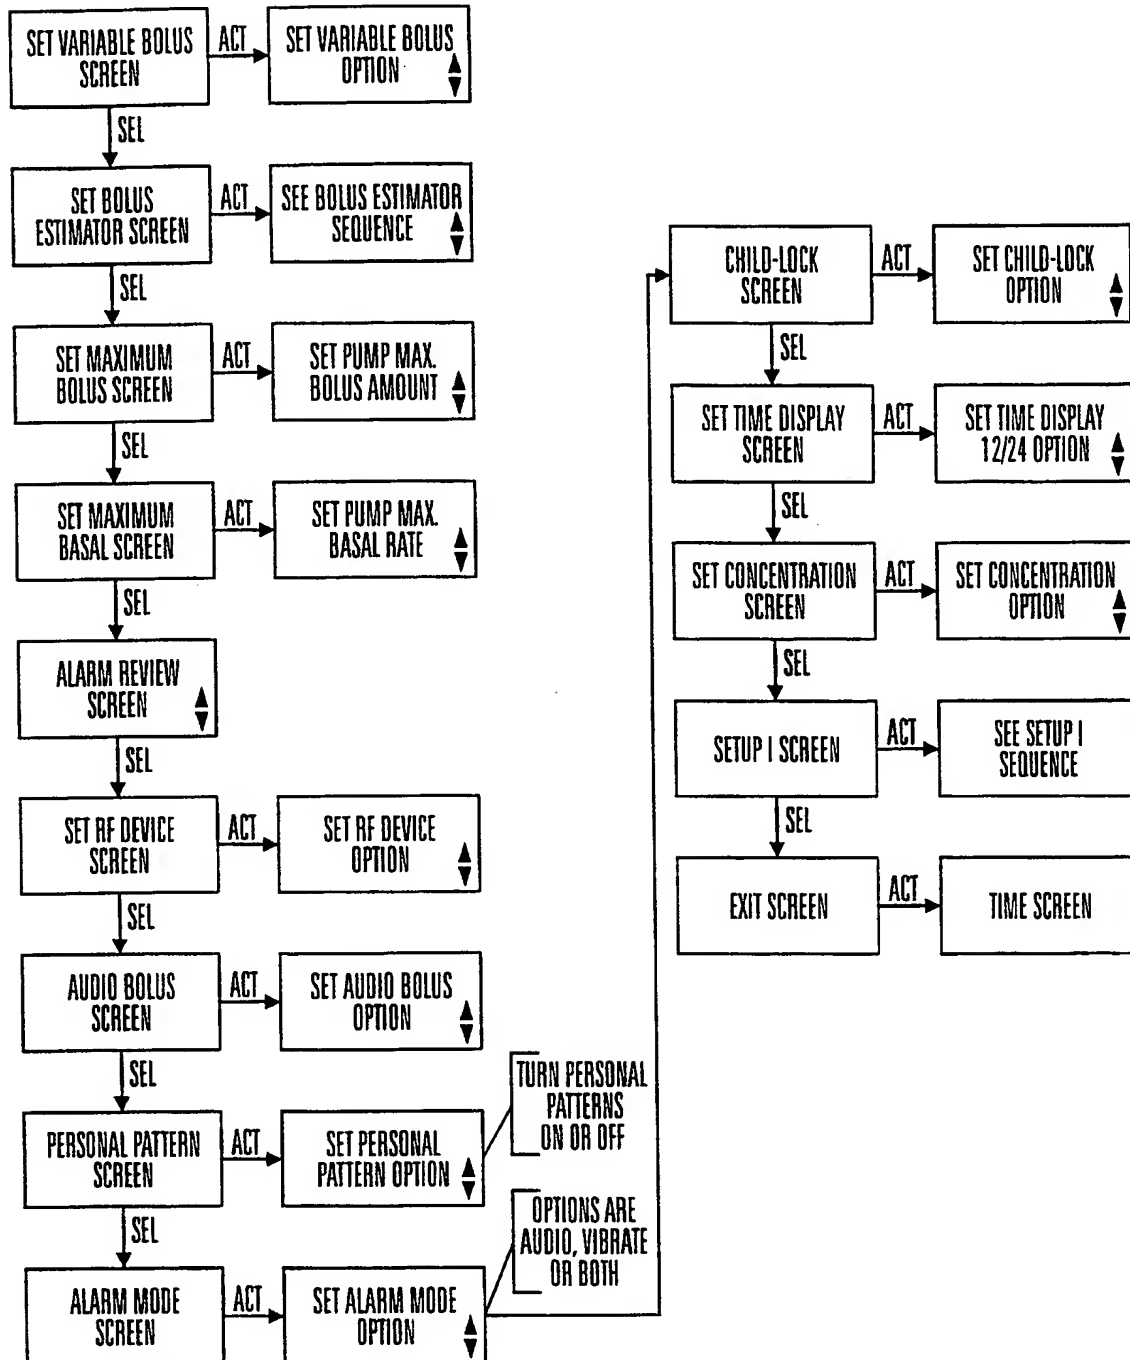 SET VARIABLE BOLUS
SCREEN
ACT
SET VARIABLE BOLUS
OPTION
SEL
SET BOLUS
ESTIMATOR SCREEN
ACT
SEE BOLUS ESTIMATOR
SEQUENCE
SEL
SET MAXIMUM
BOLUS SCREEN
ACT
SET PUMP MAX.
BOLUS AMOUNT
SEL
SET MAXIMUM
BASAL SCREEN
ACT
SET PUMP MAX.
BASAL RATE
SEL
ALARM REVIEW
SCREEN
SEL
SET RF DEVICE
SCREEN
ACT
SET RF DEVICE
OPTION
SEL
AUDIO BOLUS
SCREEN
ACT
SET AUDIO BOLUS
OPTION
SEL
PERSONAL PATTERN
SCREEN
ACT
SET PERSONAL
PATTERN OPTION
TURN PERSONAL
PATTERNS
ON OR OFF
SEL
ALARM MODE
SCREEN
ACT
SET ALARM MODE
OPTION
OPTIONS ARE
AUDIO, VIBRATE
OR BOTH
CHILD-LOCK
SCREEN
ACT
SET CHILD-LOCK
OPTION
SEL
SET TIME DISPLAY
SCREEN
ACT
SET TIME DISPLAY
12/24 OPTION
SEL
SET CONCENTRATION
SCREEN
ACT
SET CONCENTRATION
OPTION
SEL
SETUP I SCREEN
ACT
SEE SETUP I
SEQUENCE
SEL
EXIT SCREEN
ACT
TIME SCREEN